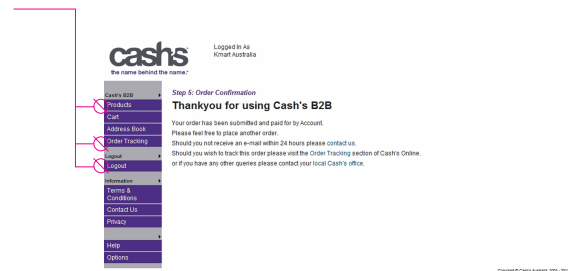 cash's
the name behind the name.™
Logged In As
Kmart Australia
Cash's B2B
Products
Cart
Address Book
Order Tracking
Logout
Logout
Information
Terms &
Conditions
Contact Us
Privacy
Help
Options
Step 5: Order Confirmation
Thankyou for using Cash's B2B
Your order has been submitted and paid for by Account.
Please feel free to place another order.
Should you not receive an e-mail within 24 hours please contact us.
Should you wish to track this order please visit the Order Tracking section of Cash's Online.
or if you have any other queries please contact your local Cash's office.
Copyright © Cash's Australia,